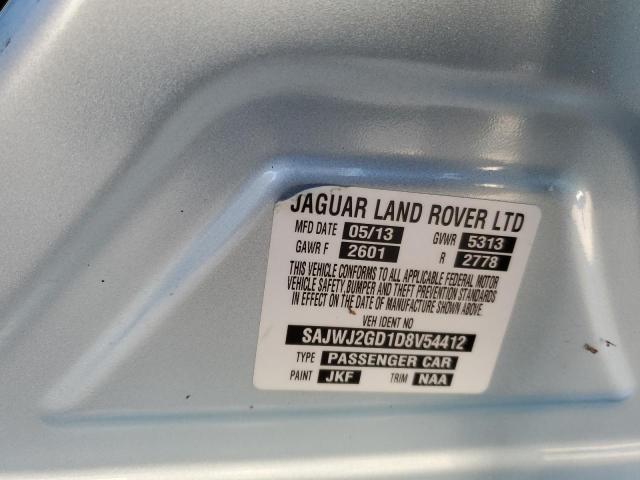 JAGUAR LAND ROVER LTD
MFD DATE 05/13 GVWR 5313
GAWR F 2601 R 2778
THIS VEHICLE CONFORMS TO ALL APPLICABLE FEDERAL MOTOR
VEHICLE SAFETY, BUMPER AND THEFT PREVENTION STANDARDS
IN EFFECT ON THE DATE OF MANUFACTURE SHOWN ABOVE.
VEH IDENT NO
SAJWJ2GD1D8V54412
TYPE PASSENGER CAR
PAINT JKF TRIM NAA